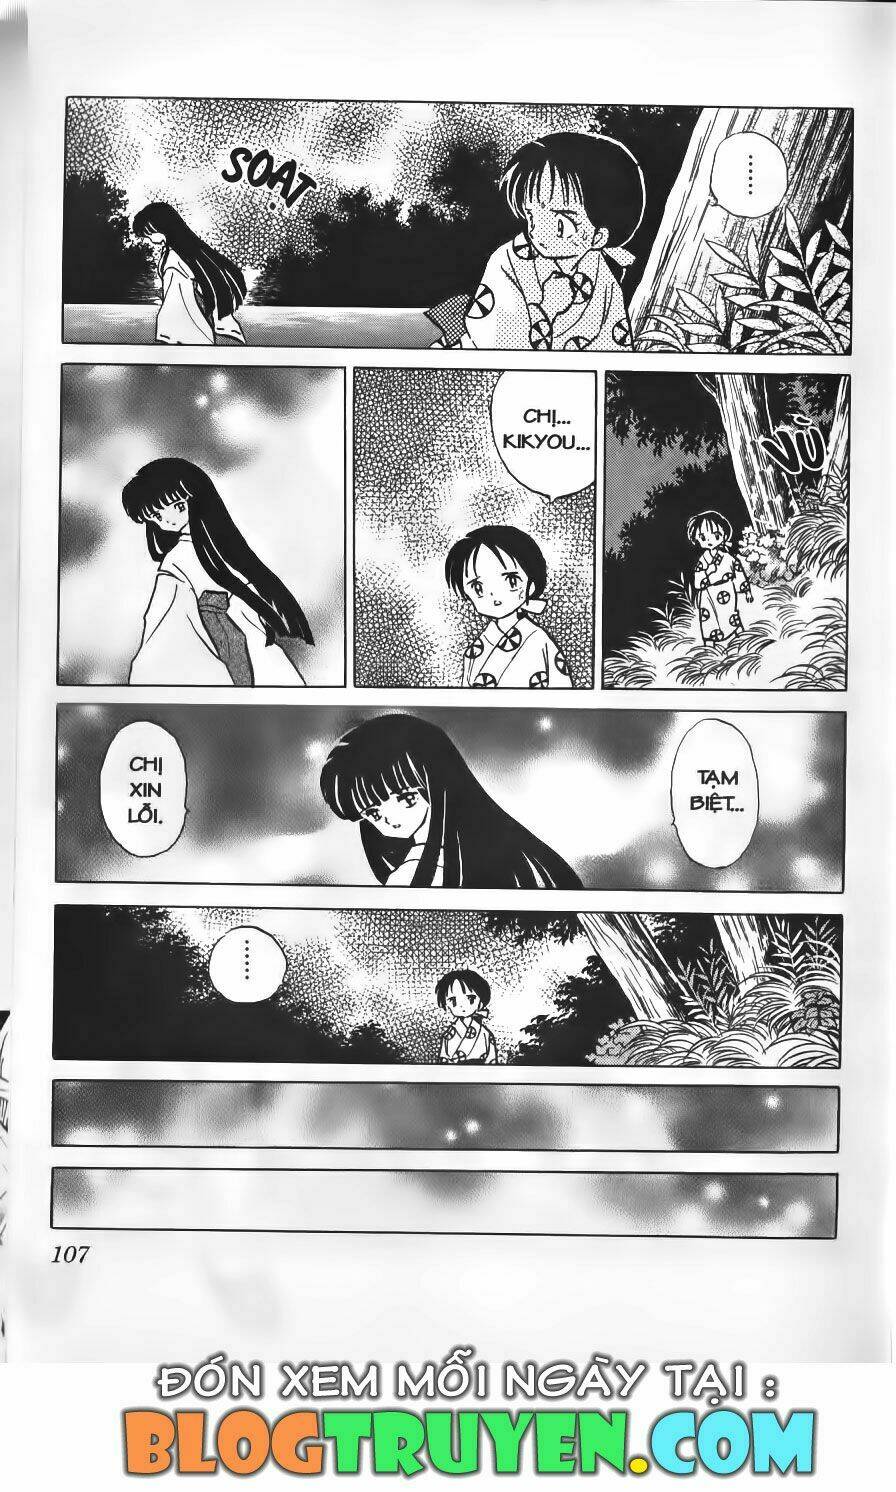 ......
SOẠT
VÙ
CHỊ...
KIKYOU...
TẠM
BIỆT...
CHỊ
XIN
LỖI.
......
107
ĐÓN XEM MỖI NGÀY TẠI :
BLOGTRUYEN.COM